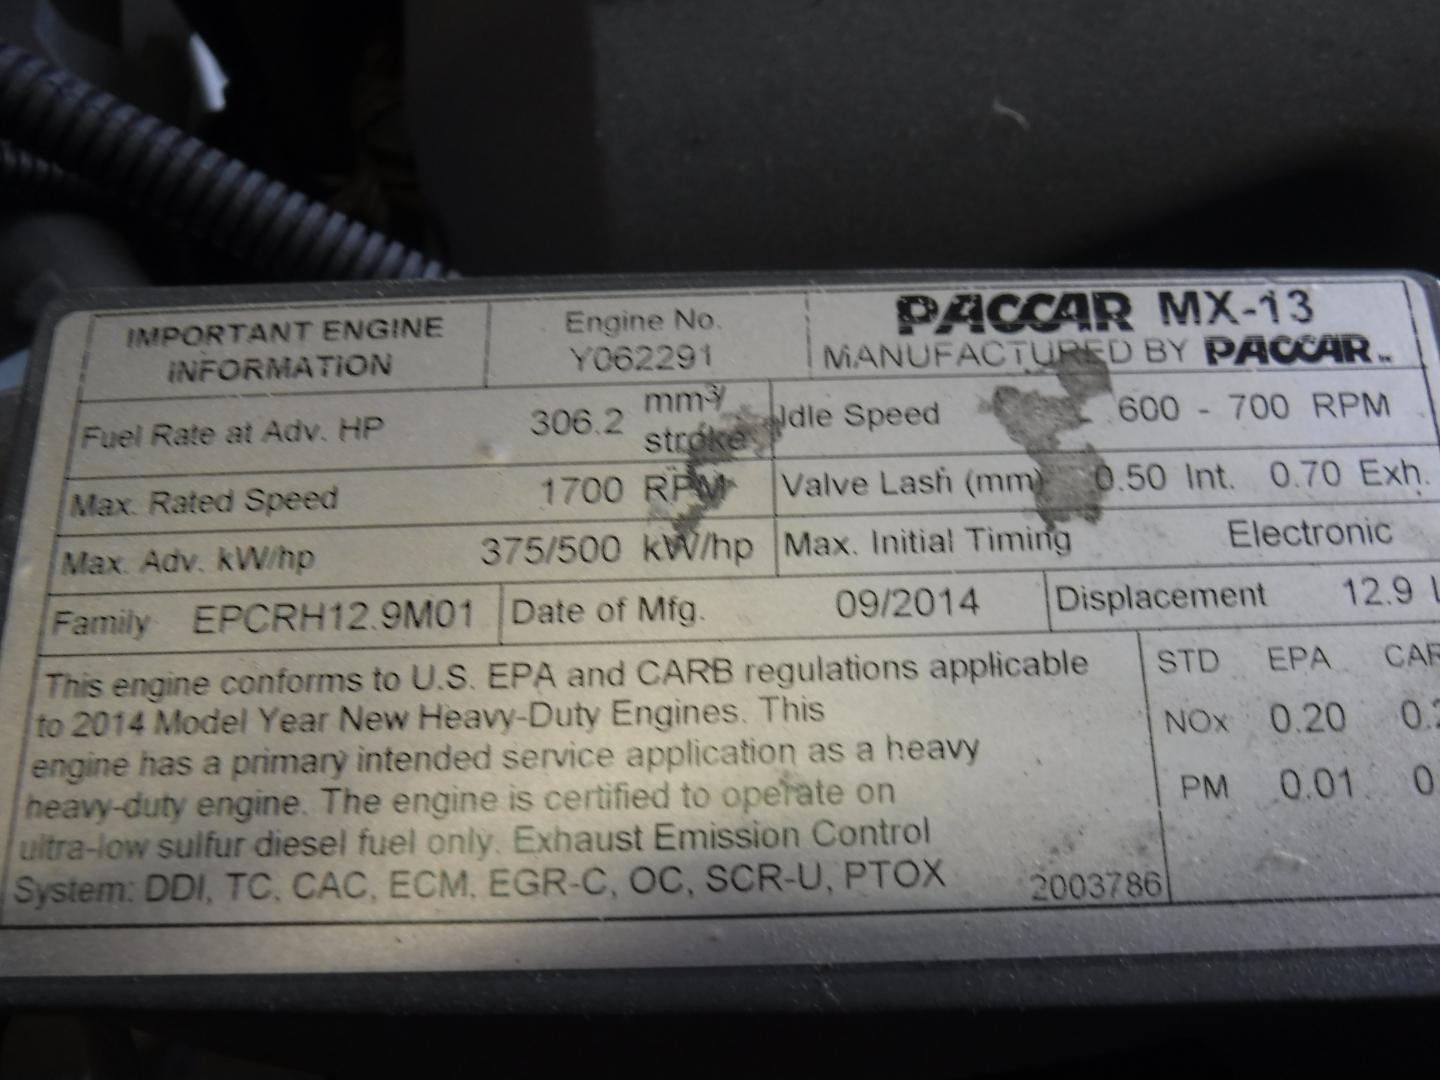 IMPORTANT ENGINE
INFORMATION
Engine No.
Y062291
PACCAR MX-13
MANUFACTURED BY PACCAR
Fuel Rate at Adv. HP 306.2 mm³/
stroke
Idle Speed 600 - 700 RPM
Max. Rated Speed 1700 RPM
Valve Lash (mm) 0.50 Int. 0.70 Exh.
Max. Adv. kW/hp 375/500 kW/hp
Max. Initial Timing Electronic
Family EPCRH12.9M01
Date of Mfg. 09/2014
Displacement 12.9
This engine conforms to U.S. EPA and CARB regulations applicable
to 2014 Model Year New Heavy-Duty Engines. This
engine has a primary intended service application as a heavy
heavy-duty engine. The engine is certified to operate on
ultra-low sulfur diesel fuel only. Exhaust Emission Control
System: DDI, TC, CAC, ECM, EGR-C, OC, SCR-U, PTOX
2003786
STD EPA
NOx 0.20
PM 0.01